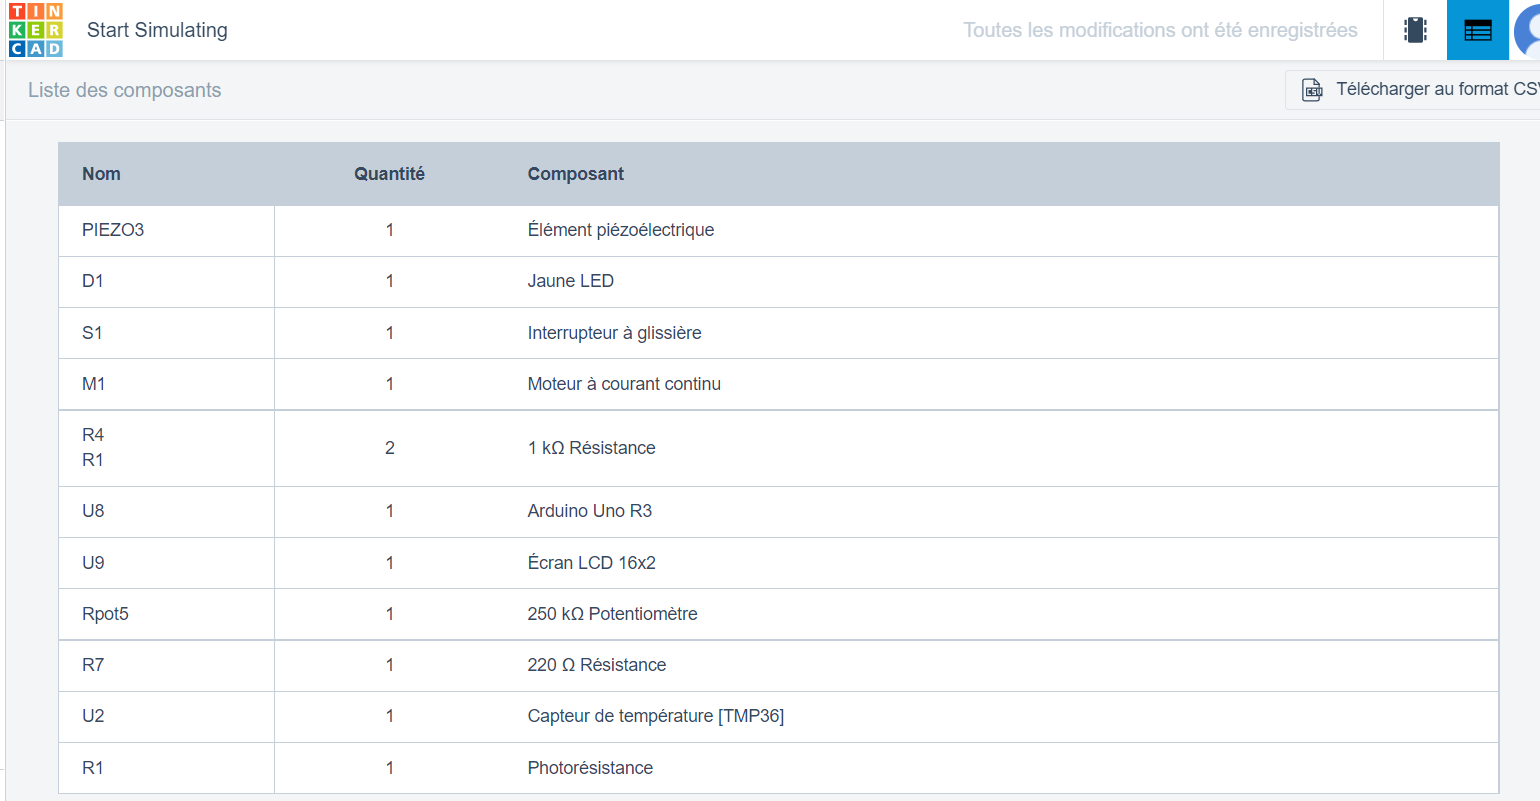 TIN
KER
CAD
Start Simulating
Toutes les modifications ont été enregistrées
Liste des composants
CSV
Télécharger au format CSV
Nom Quantité Composant
PIEZO3 1 Élément piézoélectrique
D1 1 Jaune LED
S1 1 Interrupteur à glissière
M1 1 Moteur à courant continu
R4
R1 2 1 kΩ Résistance
U8 1 Arduino Uno R3
U9 1 Écran LCD 16x2
Rpot5 1 250 kΩ Potentiomètre
R7 1 220 Ω Résistance
U2 1 Capteur de température [TMP36]
R1 1 Photorésistance